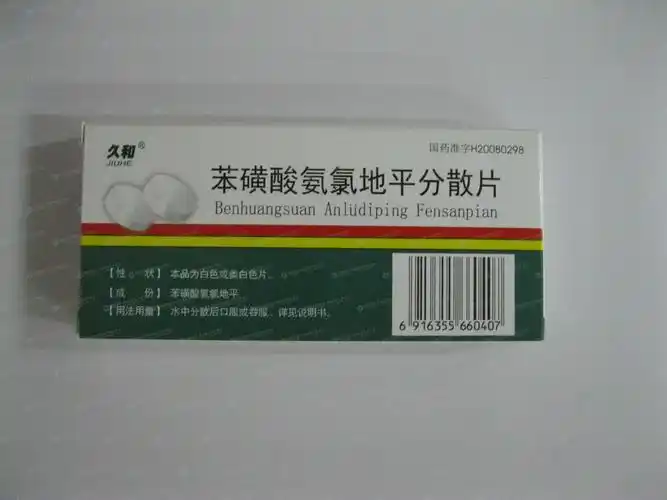 久和®
JIUHE
国药准字H20080298
苯磺酸氨氯地平分散片
Benhuangsuan Anlüdiping Fensanpian
【性 状】 本品为白色或类白色片。
【成 份】 苯磺酸氨氯地平
【用法用量】 水中分散后口服或吞服。详见说明书。
6 916355 660407